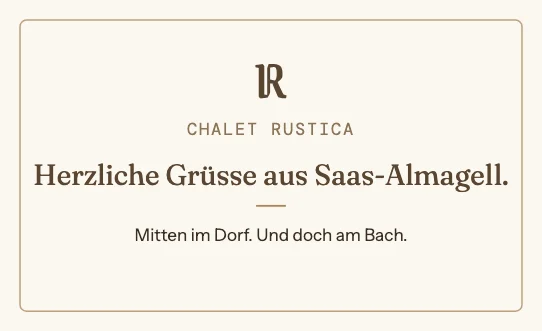 R
CHALET RUSTICA
Herzliche Grüsse aus Saas-Almagell.
Mitten im Dorf. Und doch am Bach.